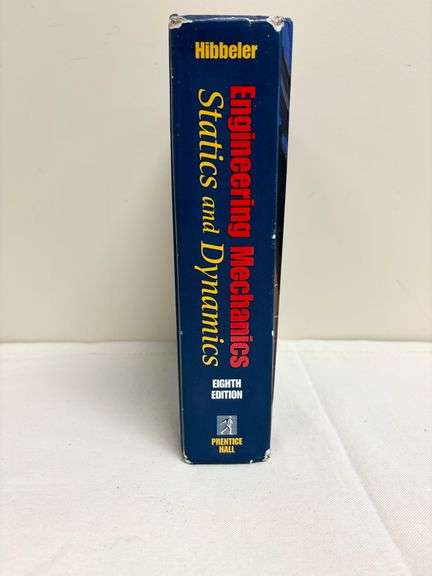 Hibbeler
Engineering Mechanics
Statics and Dynamics
EIGHTH
EDITION
PRENTICE
HALL